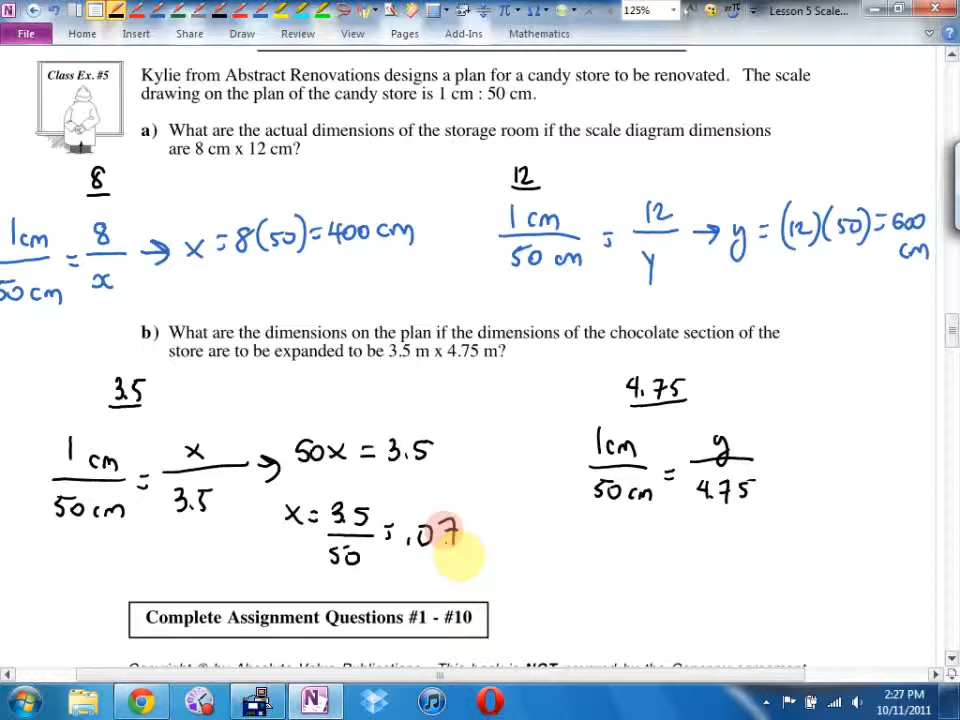 125%
Lesson 5 Scale...
File Home Insert Share Draw Review View Pages Add-Ins Mathematics
Class Ex. #5
Kylie from Abstract Renovations designs a plan for a candy store to be renovated. The scale
drawing on the plan of the candy store is 1 cm : 50 cm.
a) What are the actual dimensions of the storage room if the scale diagram dimensions
are 8 cm x 12 cm?
8
1 cm / 50 cm = 8 / x → x = 8(50) = 400 cm
12
1 cm / 50 cm = 12 / y → y = (12)(50) = 600 cm
b) What are the dimensions on the plan if the dimensions of the chocolate section of the
store are to be expanded to be 3.5 m x 4.75 m?
3.5
1 cm / 50 cm = x / 3.5 → 50x = 3.5
x = 3.5 / 50 = .07
4.75
1 cm / 50 cm = y / 4.75
Complete Assignment Questions #1 - #10
2:27 PM
10/11/2011